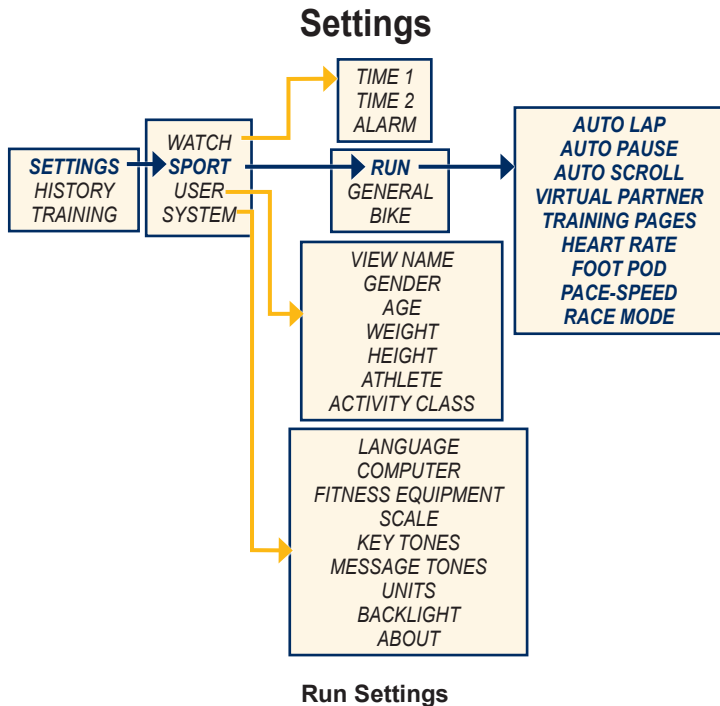 Settings
SETTINGS
HISTORY
TRAINING
WATCH
SPORT
USER
SYSTEM
TIME 1
TIME 2
ALARM
RUN
GENERAL
BIKE
AUTO LAP
AUTO PAUSE
AUTO SCROLL
VIRTUAL PARTNER
TRAINING PAGES
HEART RATE
FOOT POD
PACE-SPEED
RACE MODE
VIEW NAME
GENDER
AGE
WEIGHT
HEIGHT
ATHLETE
ACTIVITY CLASS
LANGUAGE
COMPUTER
FITNESS EQUIPMENT
SCALE
KEY TONES
MESSAGE TONES
UNITS
BACKLIGHT
ABOUT
Run Settings